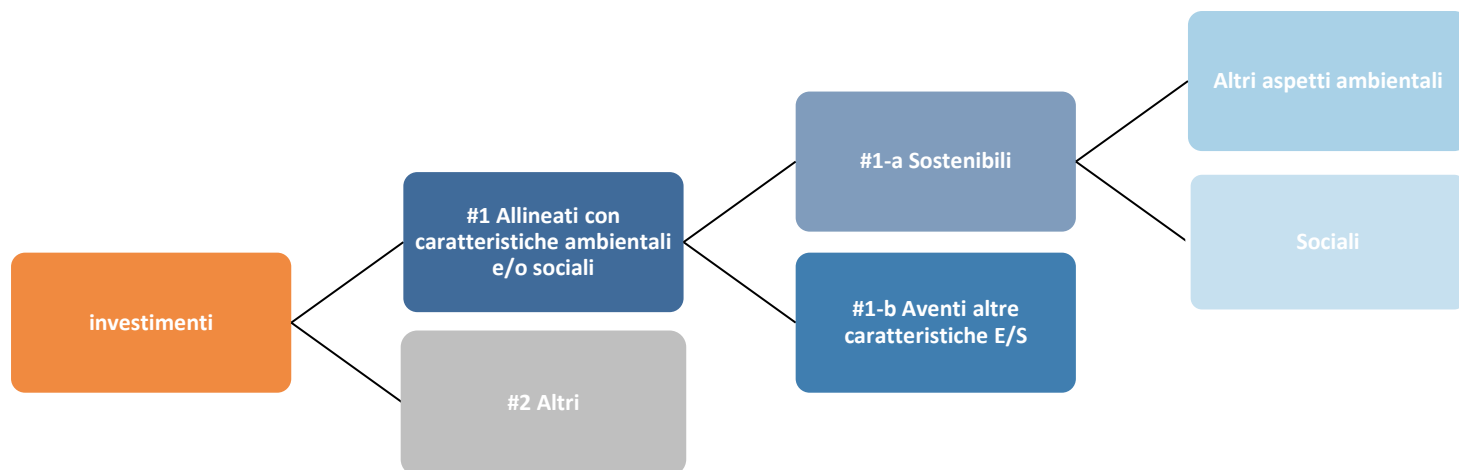 Altri aspetti ambientali
#1-a Sostenibili
#1 Allineati con
caratteristiche ambientali
e/o sociali
Sociali
investimenti
#1-b Aventi altre
caratteristiche E/S
#2 Altri